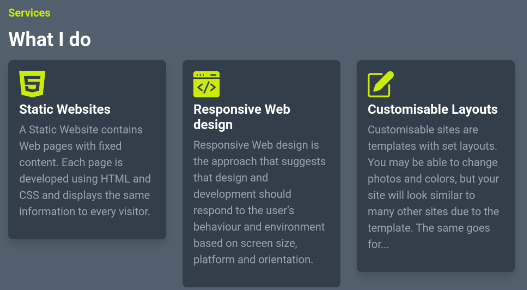 Services
What I do
Static Websites
A Static Website contains
Web pages with fixed
content. Each page is
developed using HTML and
CSS and displays the same
information to every visitor.
Responsive Web
design
Responsive Web design is
the approach that suggests
that design and
development should
respond to the user's
behaviour and environment
based on screen size,
platform and orientation.
Customisable Layouts
Customisable sites are
templates with set layouts.
You may be able to change
photos and colors, but your
site will look similar to
many other sites due to the
template. The same goes
for...